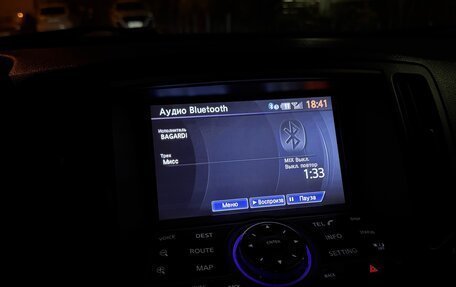 Аудио Bluetooth
18:41
Исполнитель
BAGARDI
Трек
Мисс
MIX Выкл.
Выкл. повтор
1:33
Меню
Воспроизв
Пауза
VOICE
DEST
TEL
ROUTE
INFO
STATUS
MAP
SETTING
ENTER
BACK